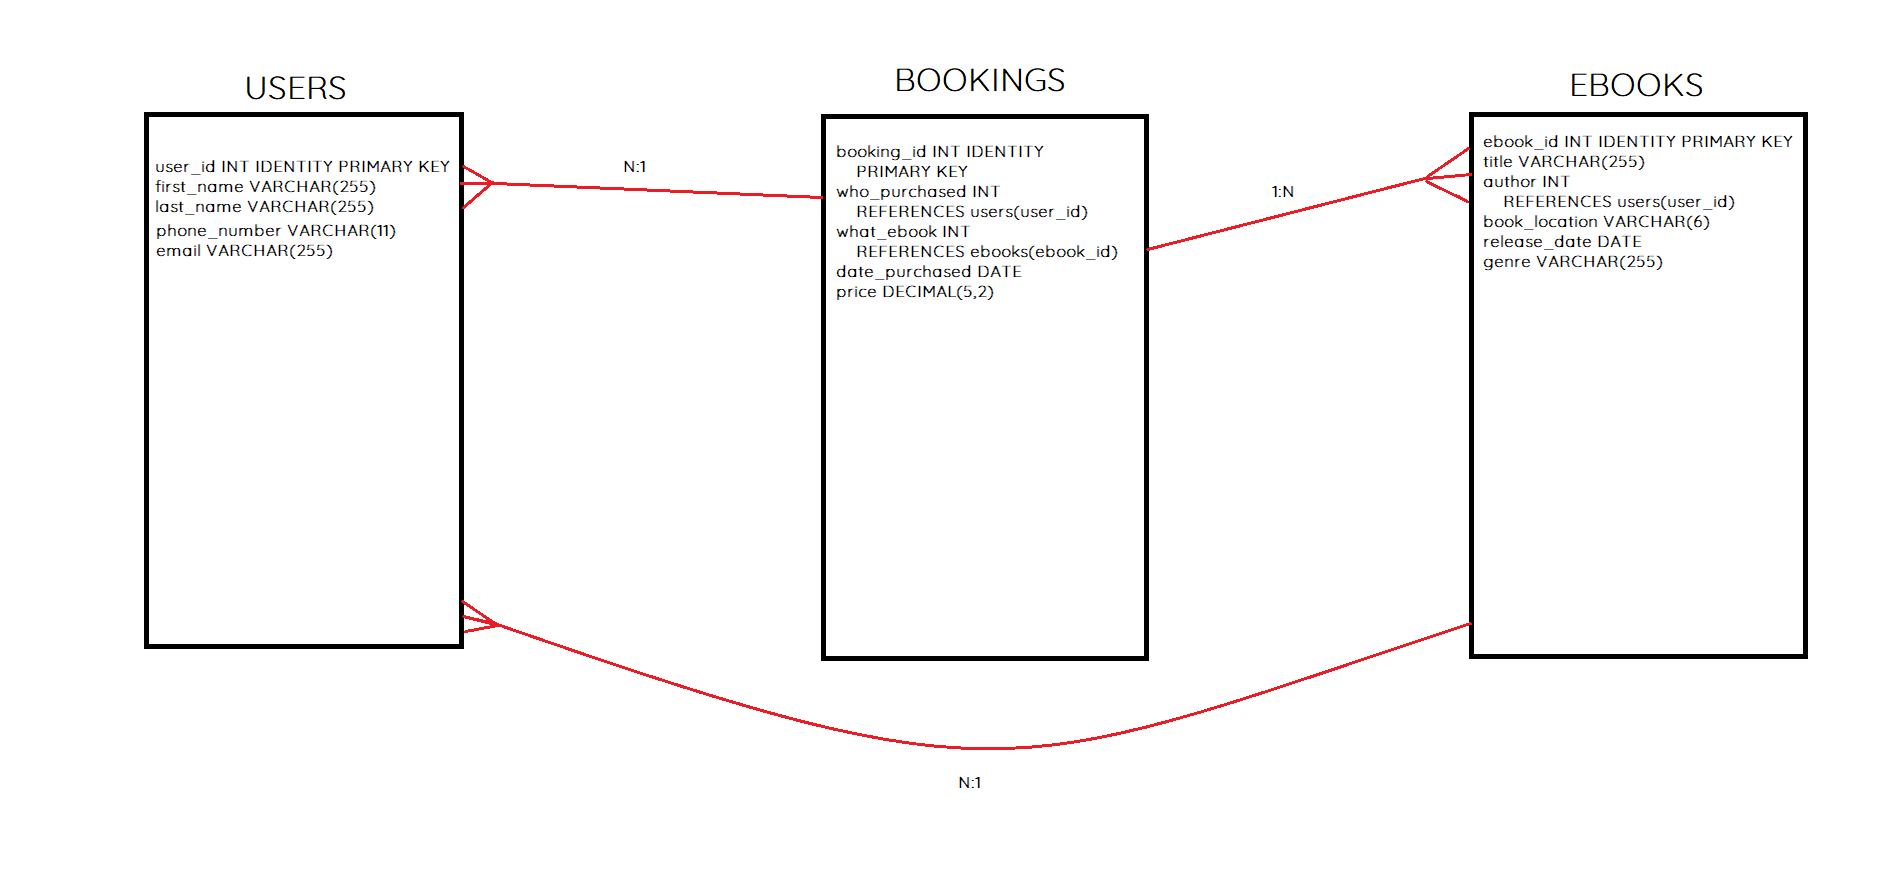 USERS
user_id INT IDENTITY PRIMARY KEY
first_name VARCHAR(255)
last_name VARCHAR(255)
phone_number VARCHAR(11)
email VARCHAR(255)
N:1
BOOKINGS
booking_id INT IDENTITY
PRIMARY KEY
who_purchased INT
REFERENCES users(user_id)
what_ebook INT
REFERENCES ebooks(ebook_id)
date_purchased DATE
price DECIMAL(5,2)
1:N
EBOOKS
ebook_id INT IDENTITY PRIMARY KEY
title VARCHAR(255)
author INT
REFERENCES users(user_id)
book_location VARCHAR(6)
release_date DATE
genre VARCHAR(255)
N:1